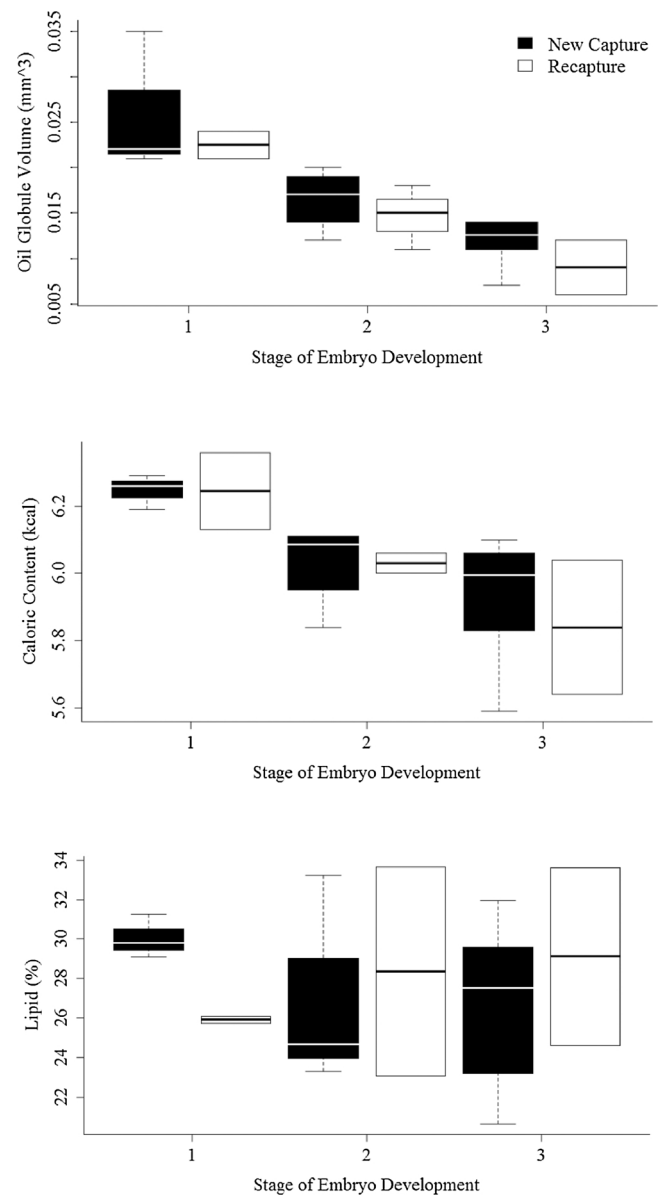 Oil Globule Volume (mm^3)
0.035
0.025
0.015
0.005
New Capture
Recapture
1 2 3
Stage of Embryo Development
Caloric Content (kcal)
6.2
6.0
5.8
5.6
1 2 3
Stage of Embryo Development
Lipid (%)
34
32
30
28
26
24
22
1 2 3
Stage of Embryo Development